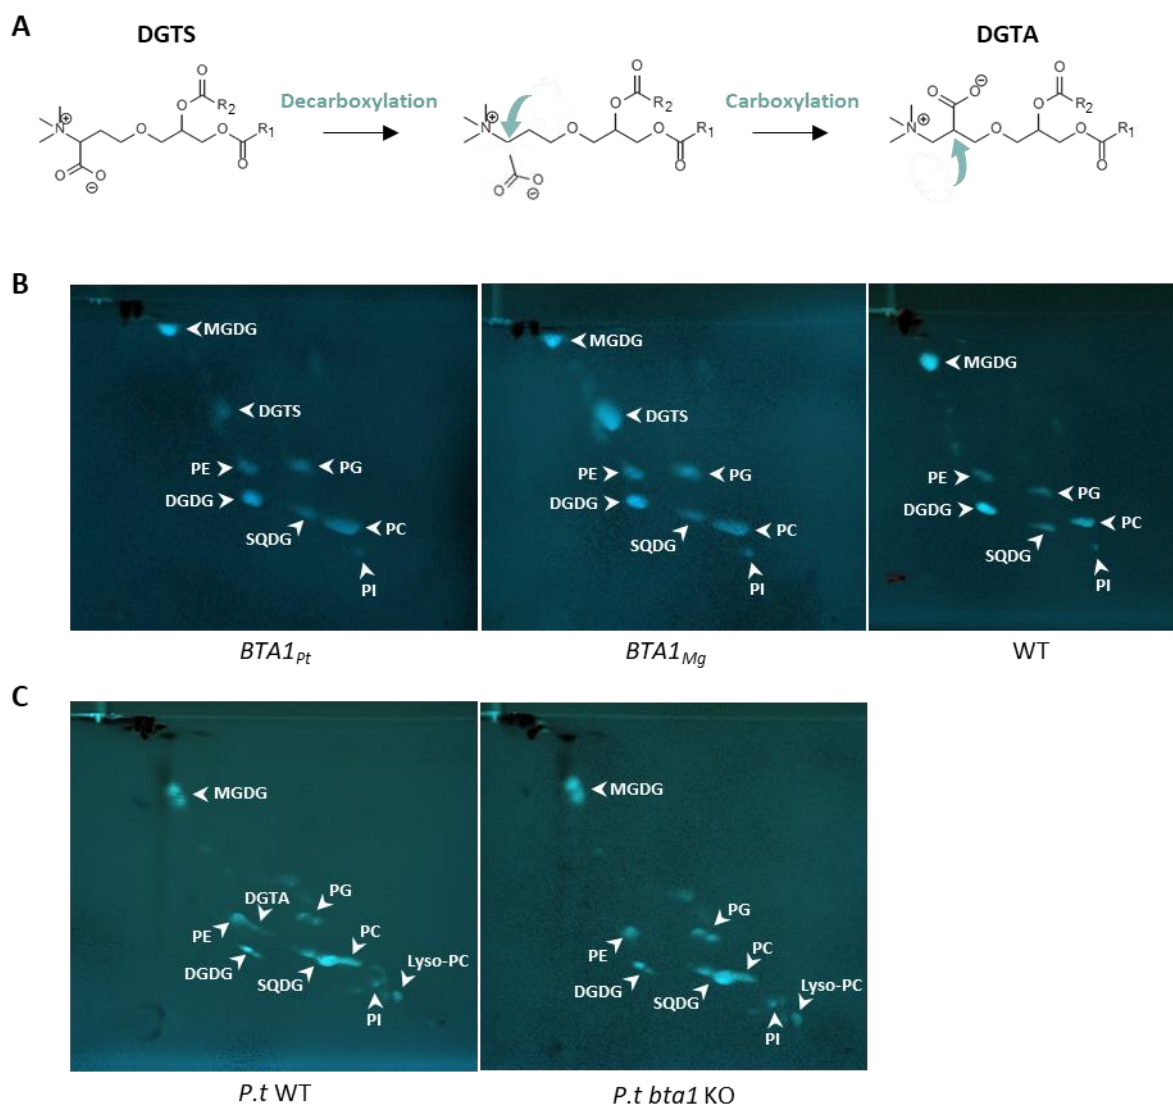 A
DGTS
DGTA
Decarboxylation
Carboxylation
O
O
R2
N
⊕
O
O
R1
O
O
O
⊖
N
⊕
O
O
R2
O
O
R1
O
O
O
⊖
O
O
⊖
N
⊕
O
O
R2
O
O
R1
O
B
MGDG
DGTS
PE
PG
DGDG
SQDG
PC
PI
BTA1Pt
MGDG
DGTS
PE
PG
DGDG
SQDG
PC
PI
BTA1Mg
MGDG
PE
PG
DGDG
PC
SQDG
PI
WT
C
MGDG
DGTA
PG
PE
PC
DGDG
SQDG
Lyso-PC
PI
P.t WT
MGDG
PG
PE
PC
DGDG
SQDG
Lyso-PC
PI
P.t bta1 KO